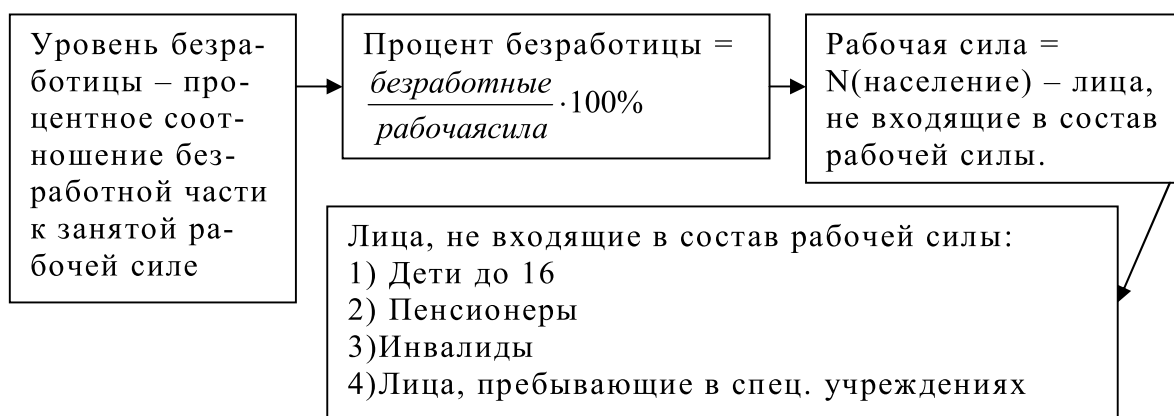 Уровень безра-
ботицы – про-
центное соот-
ношение без-
работной части
к занятой ра-
бочей силе
Процент безработицы =
безработные
рабочаясила
·100%
Рабочая сила =
N(население) – лица,
не входящие в состав
рабочей силы.
Лица, не входящие в состав рабочей силы:
1) Дети до 16
2) Пенсионеры
3)Инвалиды
4)Лица, пребывающие в спец. учреждениях